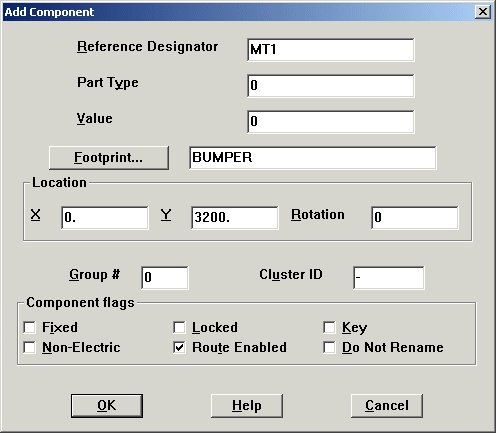 Add Component
Reference Designator MT1
Part Type 0
Value 0
Footprint... BUMPER
Location
X 0. Y 3200. Rotation 0
Group # 0 Cluster ID -
Component flags
Fixed Locked Key
Non-Electric Route Enabled Do Not Rename
OK Help Cancel